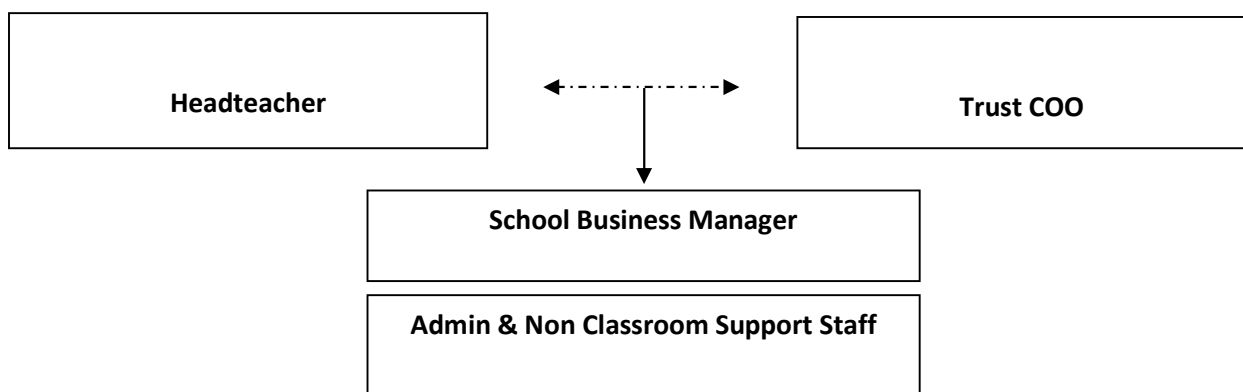 Headteacher
Trust COO
School Business Manager
Admin & Non Classroom Support Staff